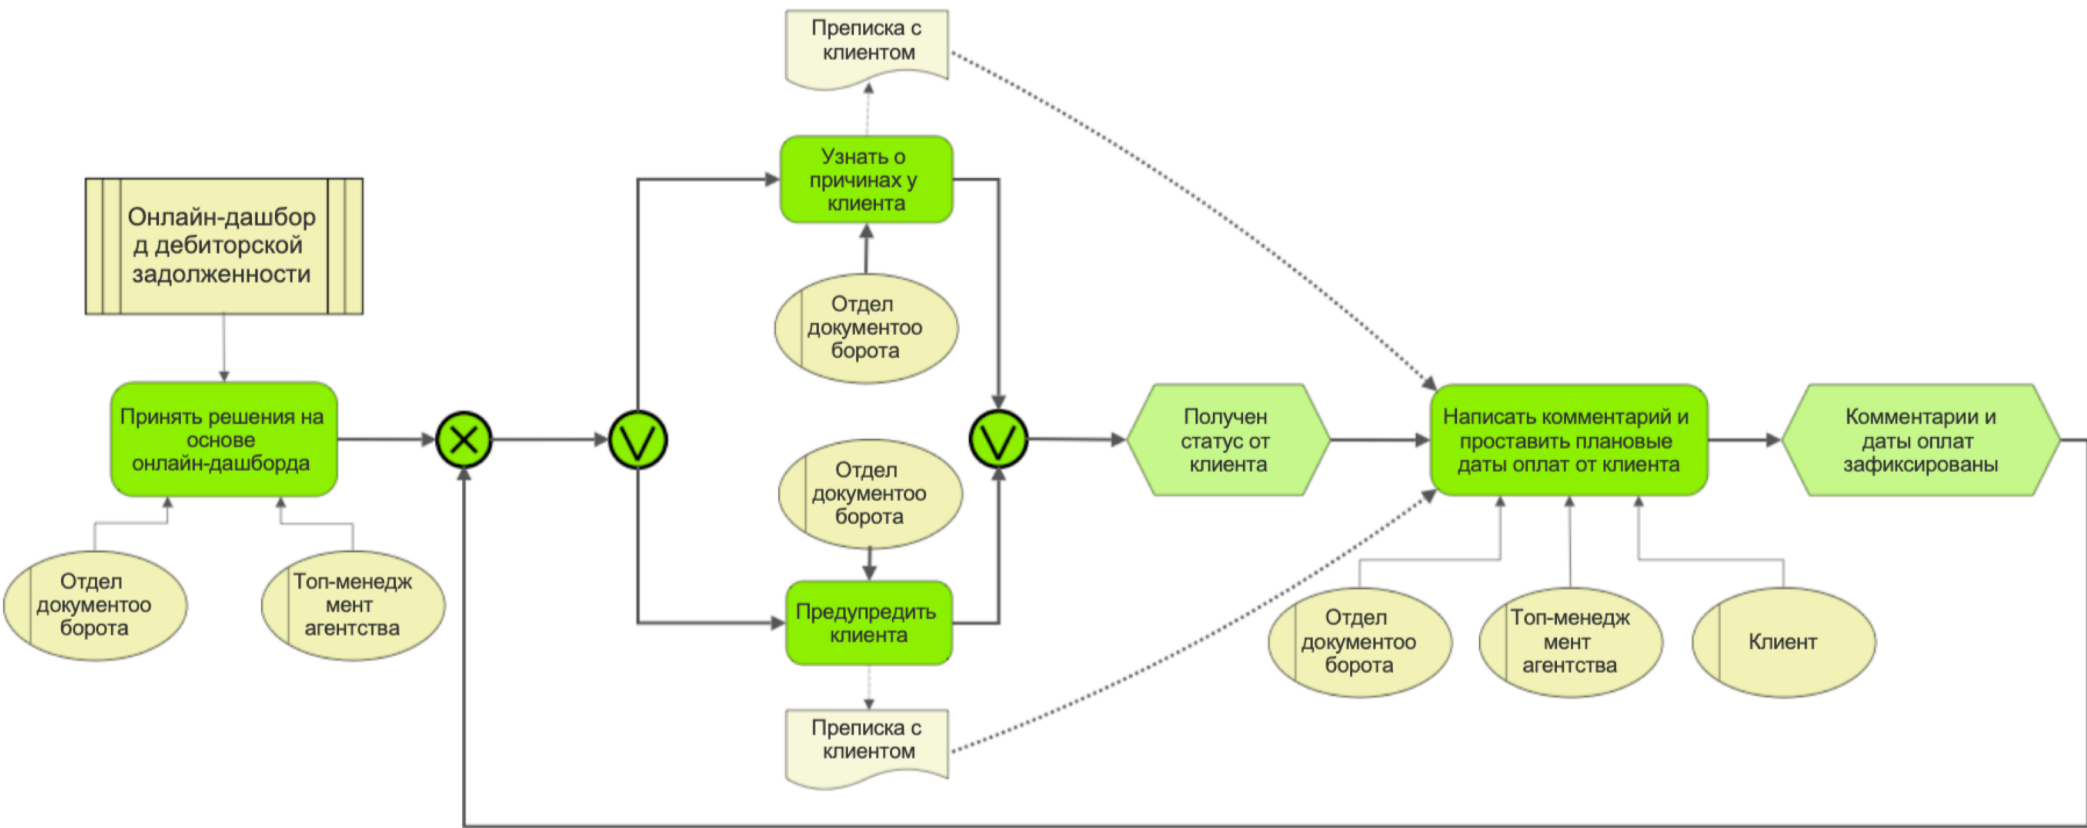 Преписка с
клиентом
Узнать о
причинах у
клиента
Онлайн-дашбор
д дебиторской
задолженности
Отдел
документоо
борота
Принять решения на
основе
онлайн-дашборда
Получен
статус от
клиента
Написать комментарий и
проставить плановые
даты оплат от клиента
Комментарии и
даты оплат
зафиксированы
Отдел
документоо
борота
Отдел
документоо
борота
Топ-менедж
мент
агентства
Предупредить
клиента
Отдел
документоо
борота
Топ-менедж
мент
агентства
Клиент
Преписка с
клиентом